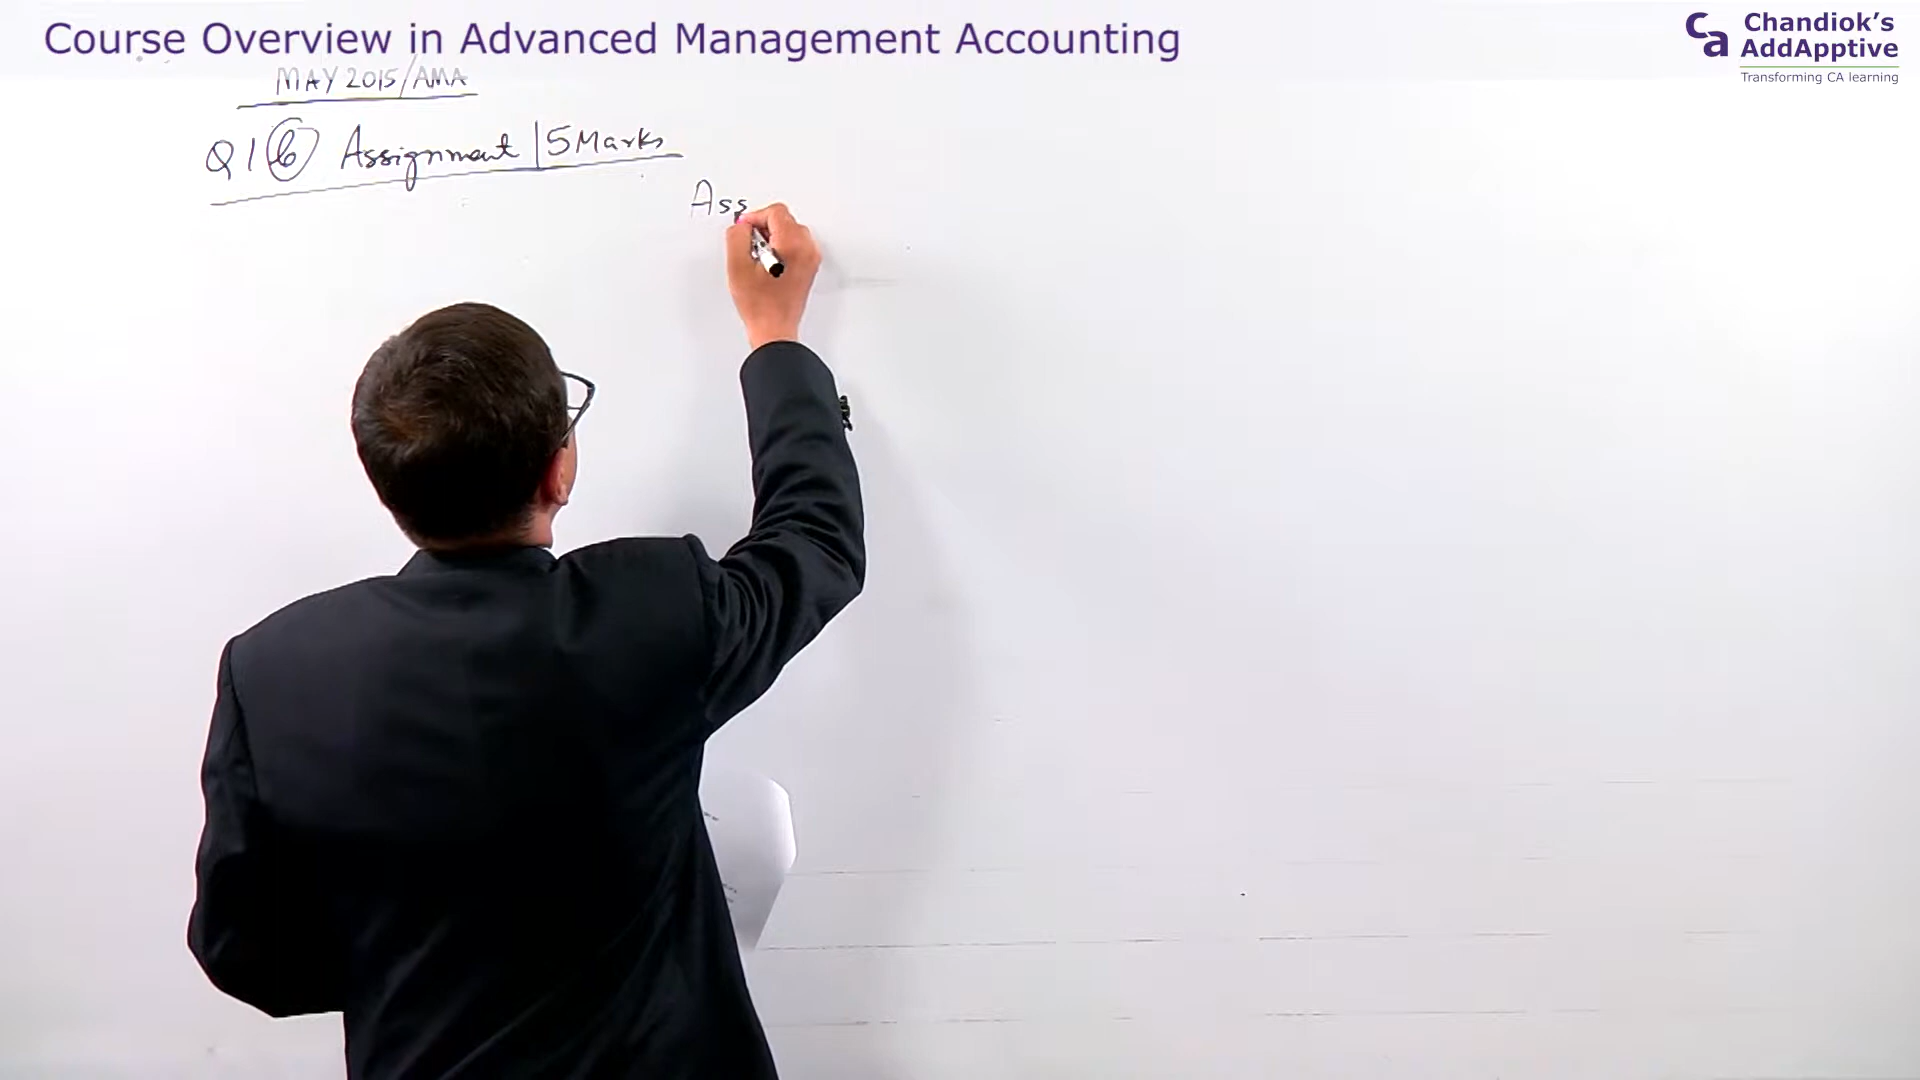 Course Overview in Advanced Management Accounting
Chandiok's
AddApptive
Transforming CA learning
MAY 2015/AMA
Q1(b) Assignment | 5 Marks
Ass